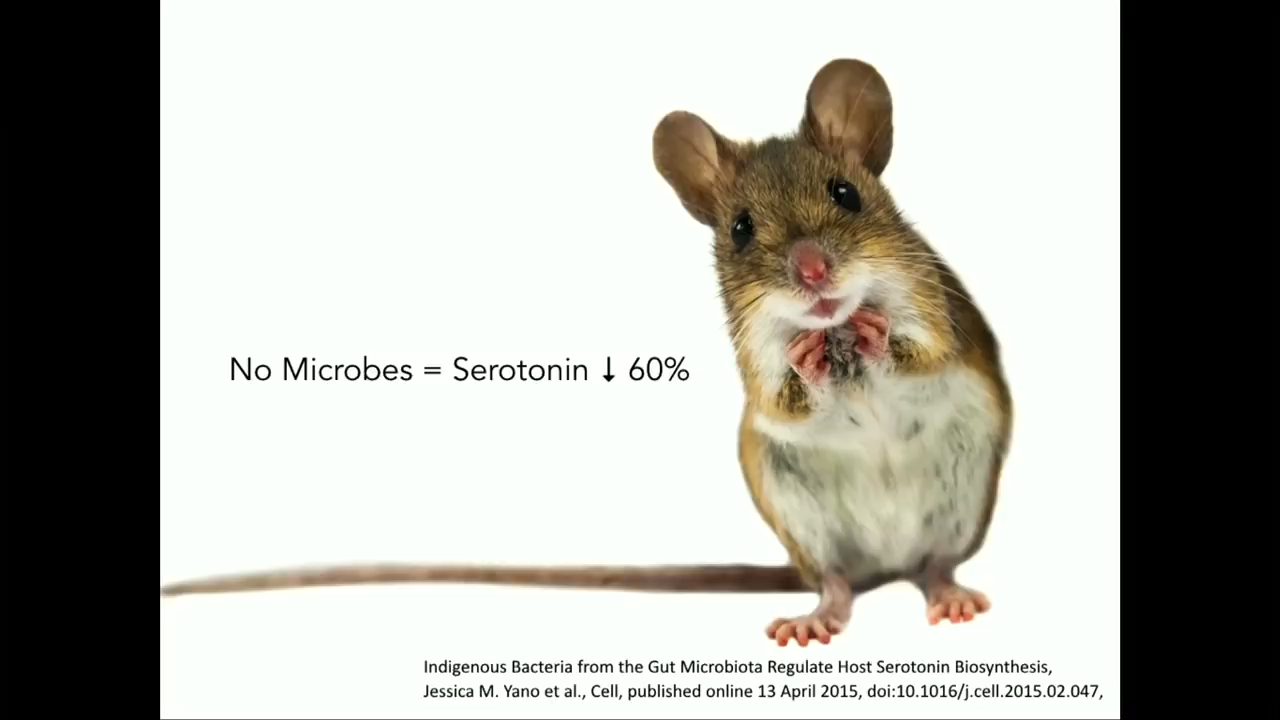 No Microbes = Serotonin ↓ 60%
Indigenous Bacteria from the Gut Microbiota Regulate Host Serotonin Biosynthesis,
Jessica M. Yano et al., Cell, published online 13 April 2015, doi:10.1016/j.cell.2015.02.047,